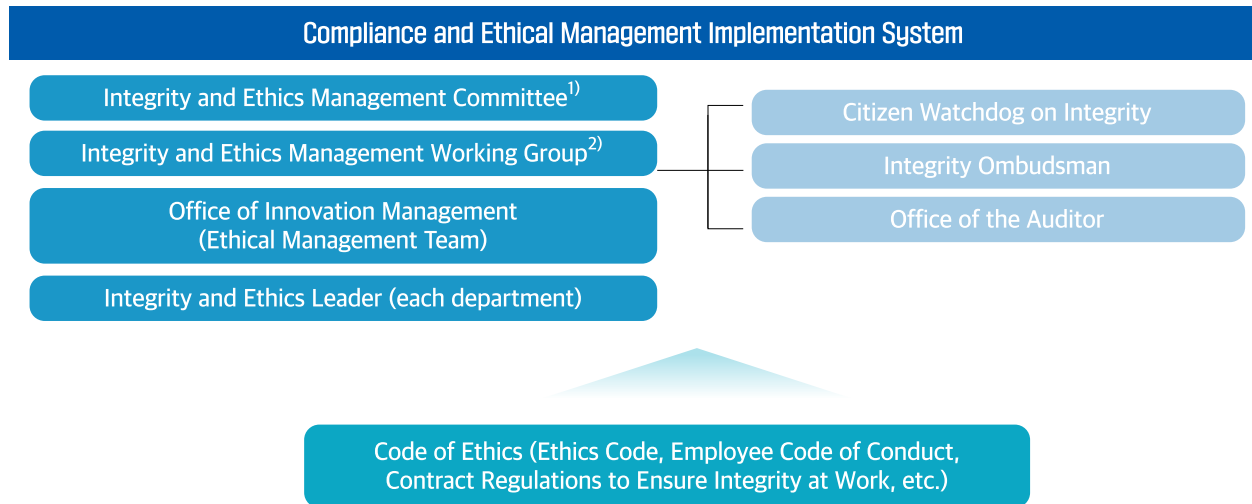 Compliance and Ethical Management Implementation System
Integrity and Ethics Management Committee1)
Integrity and Ethics Management Working Group2)
Office of Innovation Management
(Ethical Management Team)
Integrity and Ethics Leader (each department)
Citizen Watchdog on Integrity
Integrity Ombudsman
Office of the Auditor
Code of Ethics (Ethics Code, Employee Code of Conduct,
Contract Regulations to Ensure Integrity at Work, etc.)